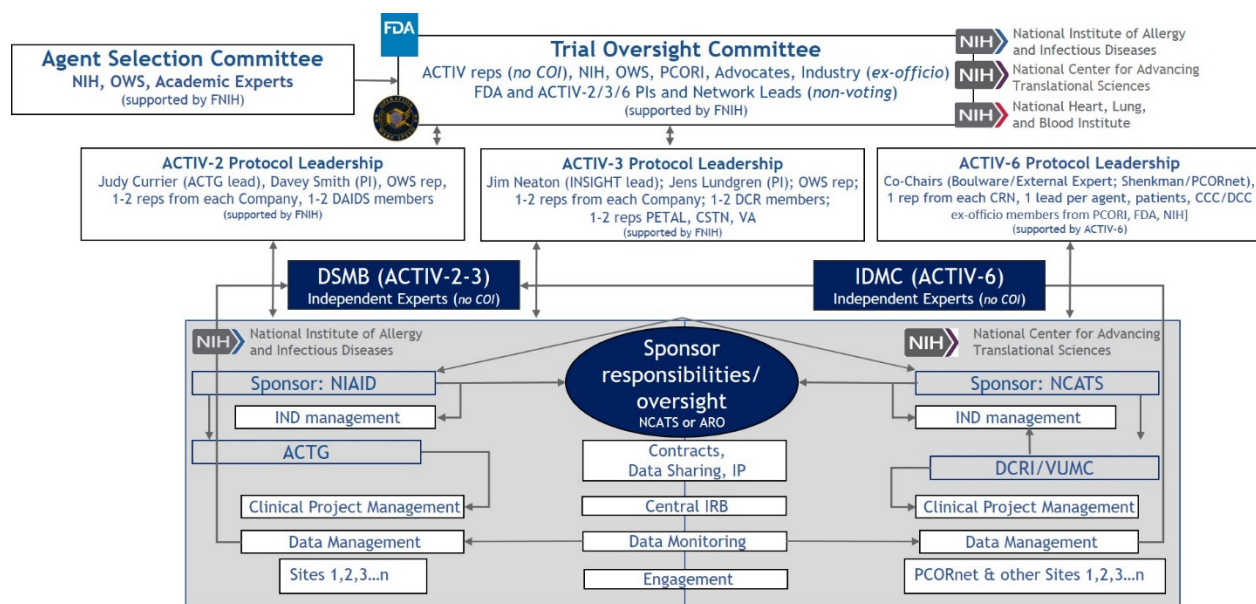 FDA
Agent Selection Committee
NIH, OWS, Academic Experts
(supported by FNIH)
Trial Oversight Committee
ACTIV reps (no COI), NIH, OWS, PCORI, Advocates, Industry (ex-officio)
FDA and ACTIV-2/3/6 PIs and Network Leads (non-voting)
(supported by FNIH)
NIH
National Institute of Allergy
and Infectious Diseases
NIH
National Center for Advancing
Translational Sciences
NIH
National Heart, Lung,
and Blood Institute
ACTIV-2 Protocol Leadership
Judy Currier (ACTG lead), Davey Smith (PI), OWS rep,
1-2 reps from each Company, 1-2 DAIDS members
(supported by FNIH)
ACTIV-3 Protocol Leadership
Jim Neaton (INSIGHT lead); Jens Lundgren (PI); OWS rep;
1-2 reps from each Company; 1-2 DCR members;
1-2 reps PETAL, CSTN, VA
(supported by FNIH)
ACTIV-6 Protocol Leadership
Co-Chairs (Boulware/External Expert; Shenkman/PCORnet),
1 rep from each CRN, 1 lead per agent, patients, CCC/DCC
ex-officio members from PCORI, FDA, NIH]
(supported by ACTIV-6)
DSMB (ACTIV-2-3)
Independent Experts (no COI)
IDMC (ACTIV-6)
Independent Experts (no COI)
NIH
National Institute of Allergy
and Infectious Diseases
NIH
National Center for Advancing
Translational Sciences
Sponsor
responsibilities/
oversight
NCATS or ARO
Sponsor: NIAID
IND management
ACTG
Clinical Project Management
Data Management
Sites 1,2,3...n
Contracts,
Data Sharing, IP
Central IRB
Data Monitoring
Engagement
Sponsor: NCATS
IND management
DCRI/VUMC
Clinical Project Management
Data Management
PCORnet & other Sites 1,2,3...n